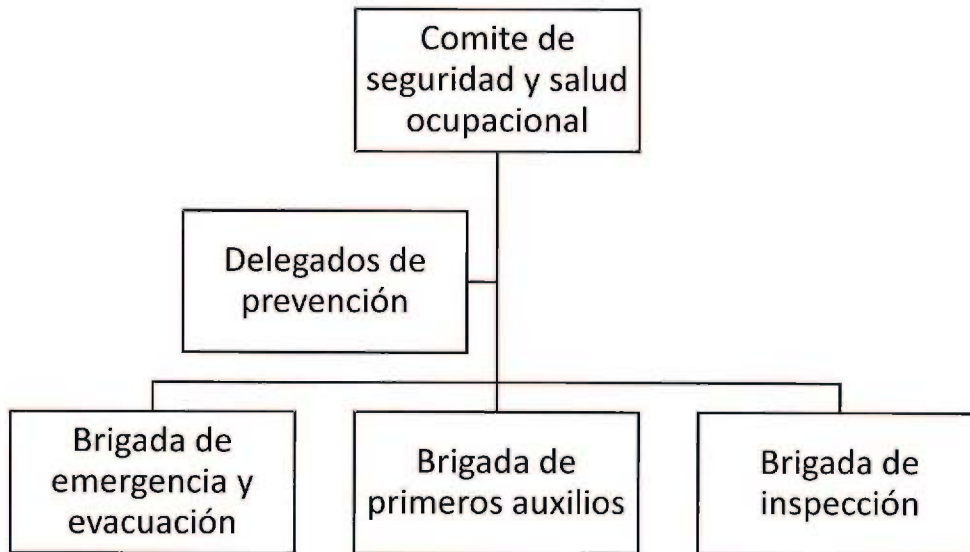 Comite de
seguridad y salud
ocupacional
Delegados de
prevención
Brigada de
emergencia y
evacuación
Brigada de
primeros auxilios
Brigada de
inspección